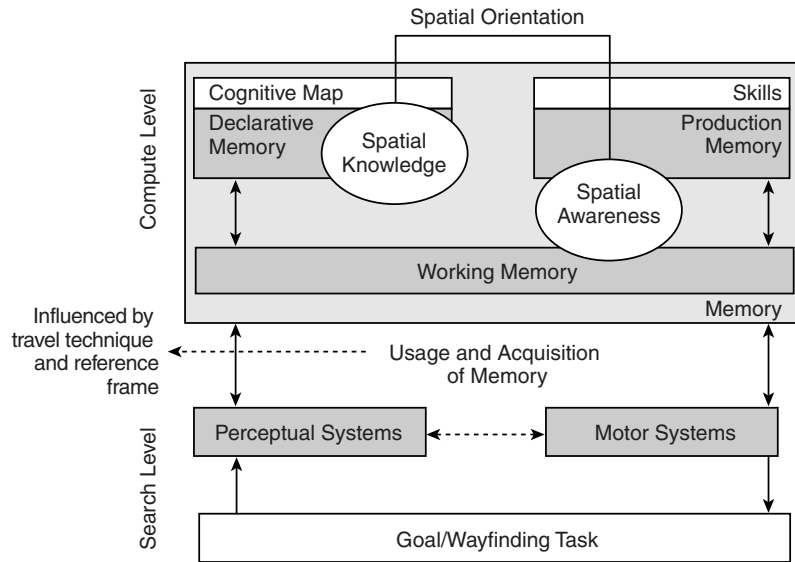 Spatial Orientation
Compute Level
Cognitive Map
Skills
Declarative
Memory
Spatial
Knowledge
Production
Memory
Spatial
Awareness
Working Memory
Memory
Influenced by
travel technique
and reference
frame
Usage and Acquisition
of Memory
Search Level
Perceptual Systems
Motor Systems
Goal/Wayfinding Task